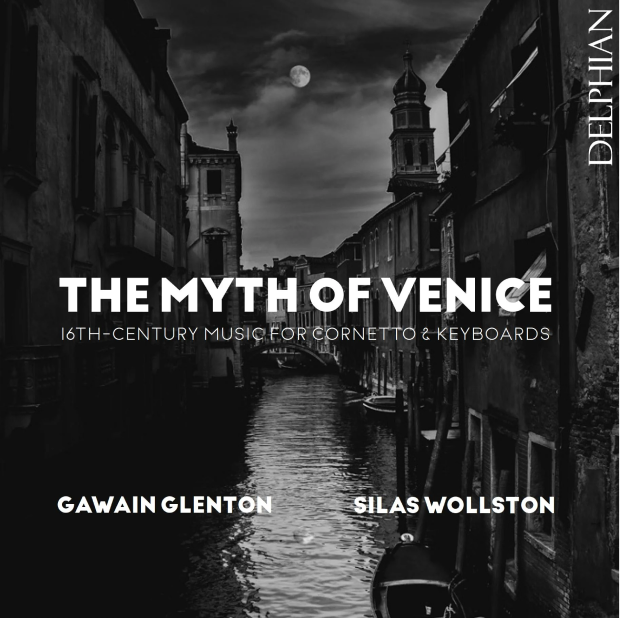 DELPHIAN
THE MYTH OF VENICE
16TH-CENTURY MUSIC FOR CORNETTO & KEYBOARDS
GAWAIN GLENTON
SILAS WOLLSTON